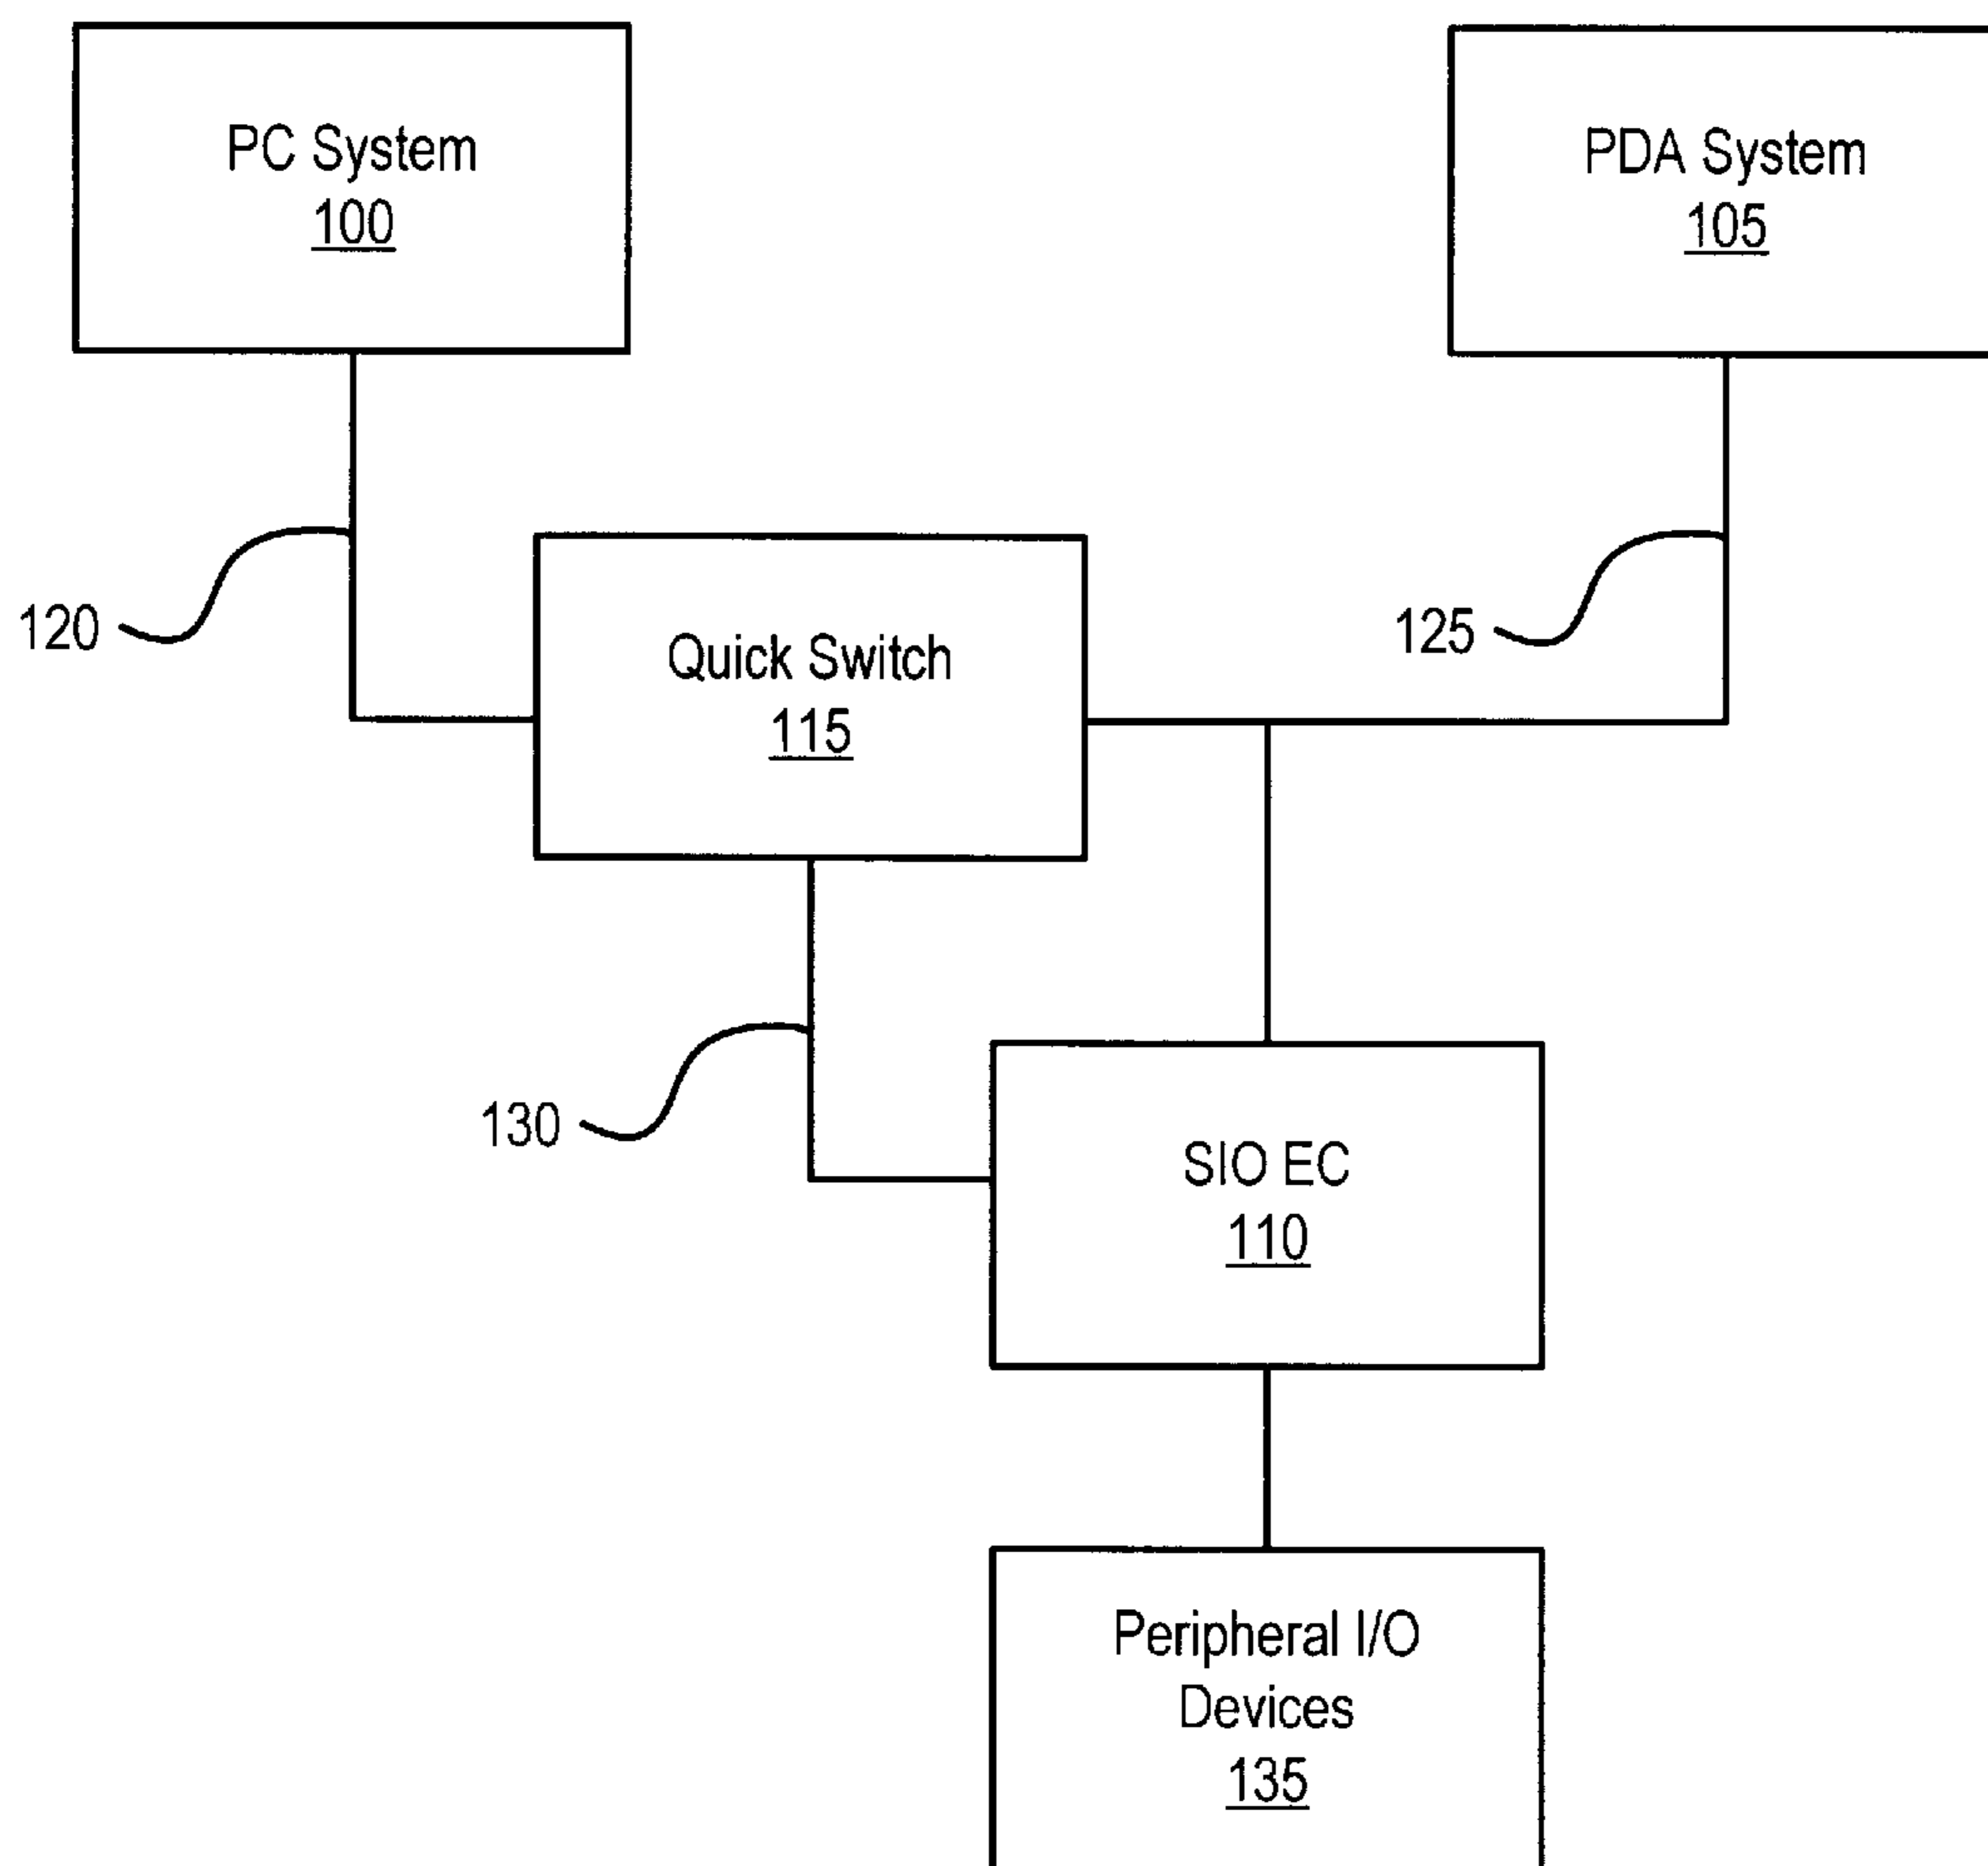 PC System
100
PDA System
105
120
Quick Switch
115
125
130
SIO EC
110
Peripheral I/O
Devices
135